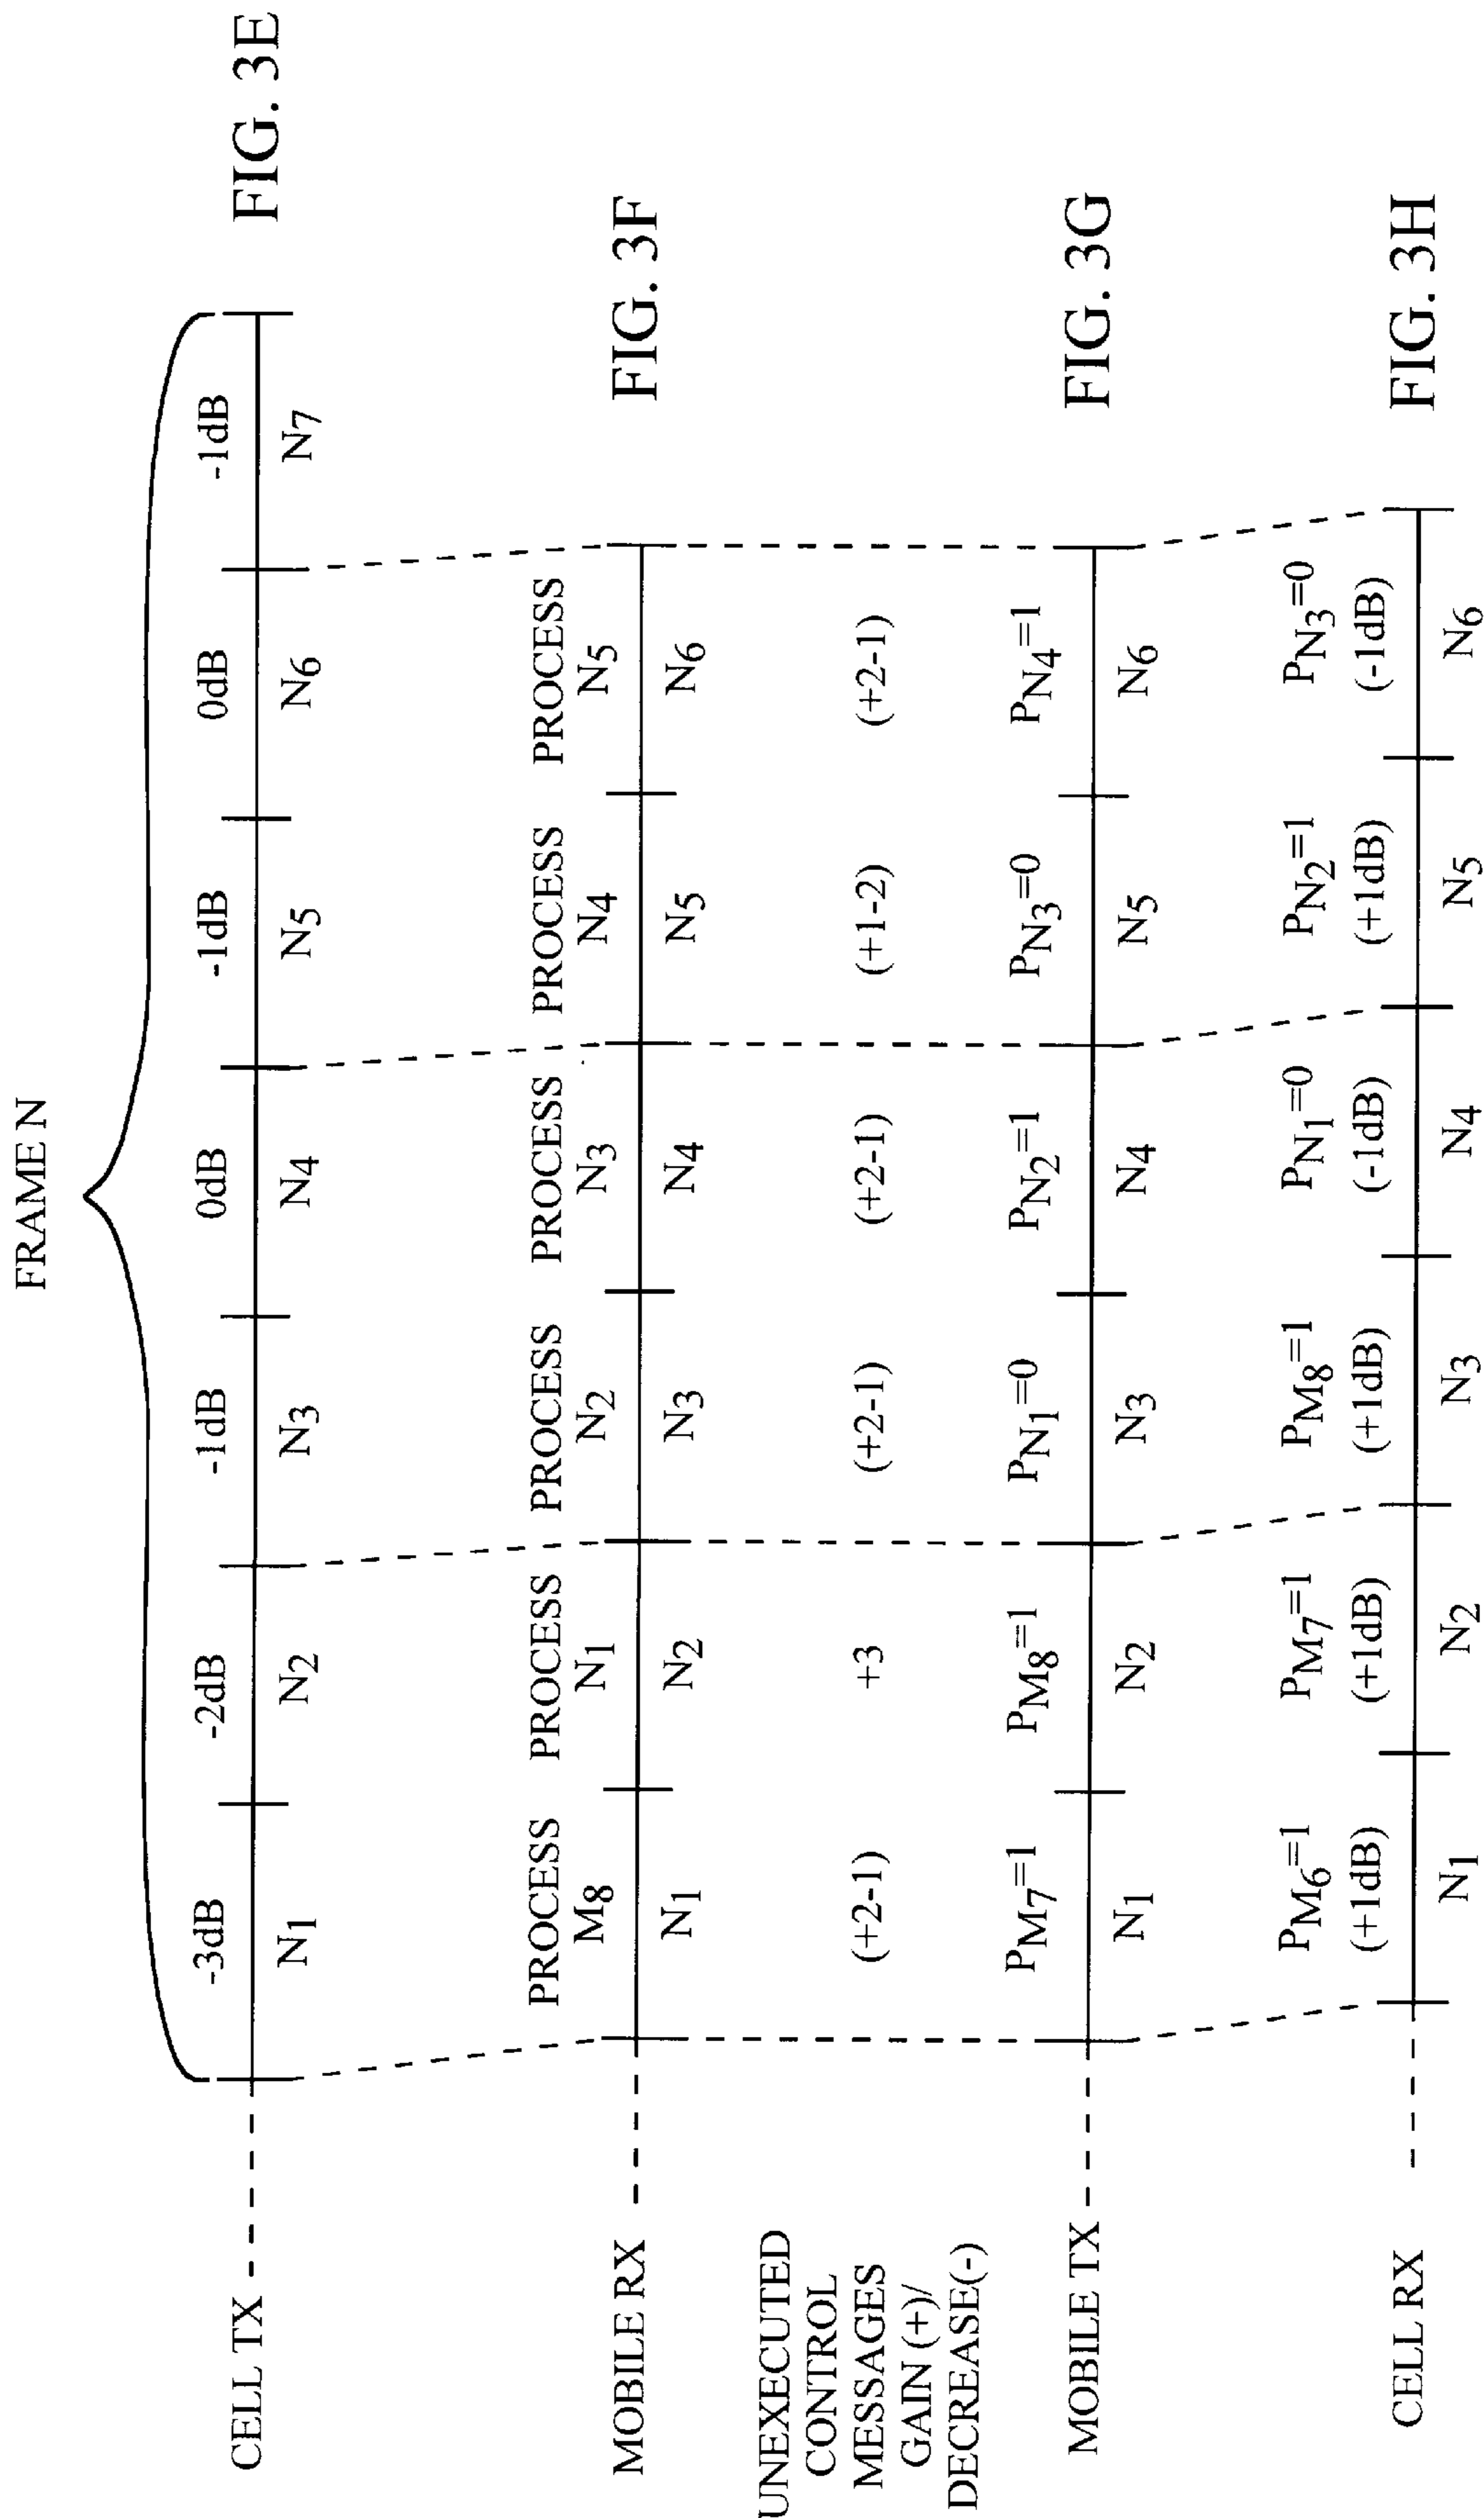 FRAME N
-3dB -2dB -1dB 0dB -1dB 0dB -1dB
CELL TX
N1 N2 N3 N4 N5 N6 N7
FIG. 3E
PROCESS PROCESS PROCESS PROCESS PROCESS PROCESS
M8 N1 N2 N3 N4 N5
MOBILE RX
N1 N2 N3 N4 N5 N6
FIG. 3F
UNEXECUTED
CONTROL
MESSAGES
GAIN (+)/
DECREASE(-)
(+2-1) +3 (+2-1) (+2-1) (+1-2) (+2-1)
PM7=1 PM8=1 PN1=0 PN2=1 PN3=0 PN4=1
MOBILE TX
N1 N2 N3 N4 N5 N6
FIG. 3G
PM6=1 PM7=1 PM8=1 PN1=0 PN2=1 PN3=0
(+1dB) (+1dB) (+1dB) (-1dB) (+1dB) (-1dB)
CELL RX
N1 N2 N3 N4 N5 N6
FIG. 3H